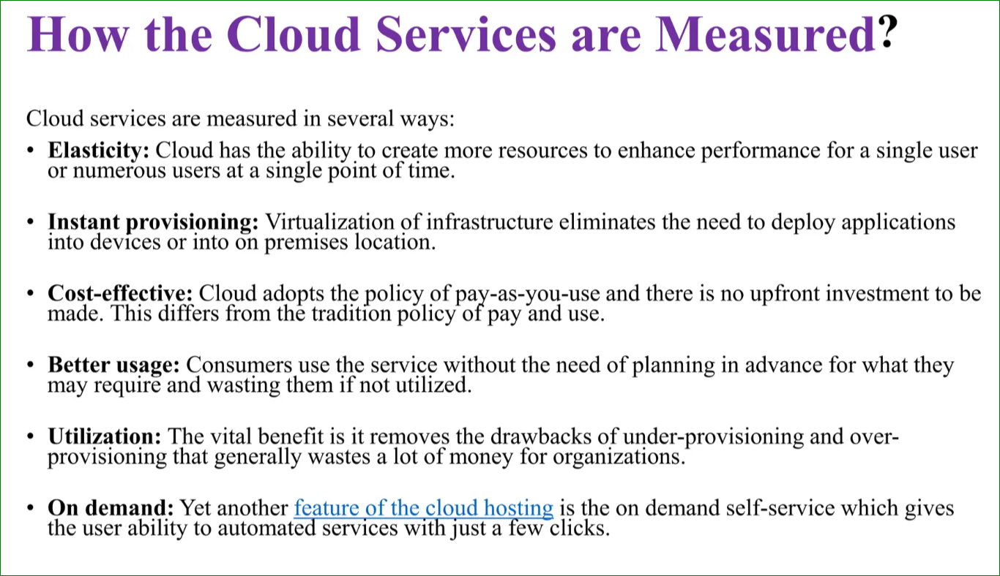 How the Cloud Services are Measured?
Cloud services are measured in several ways:
• Elasticity: Cloud has the ability to create more resources to enhance performance for a single user
or numerous users at a single point of time.
• Instant provisioning: Virtualization of infrastructure eliminates the need to deploy applications
into devices or into on premises location.
• Cost-effective: Cloud adopts the policy of pay-as-you-use and there is no upfront investment to be
made. This differs from the tradition policy of pay and use.
• Better usage: Consumers use the service without the need of planning in advance for what they
may require and wasting them if not utilized.
• Utilization: The vital benefit is it removes the drawbacks of under-provisioning and over-
provisioning that generally wastes a lot of money for organizations.
• On demand: Yet another feature of the cloud hosting is the on demand self-service which gives
the user ability to automated services with just a few clicks.